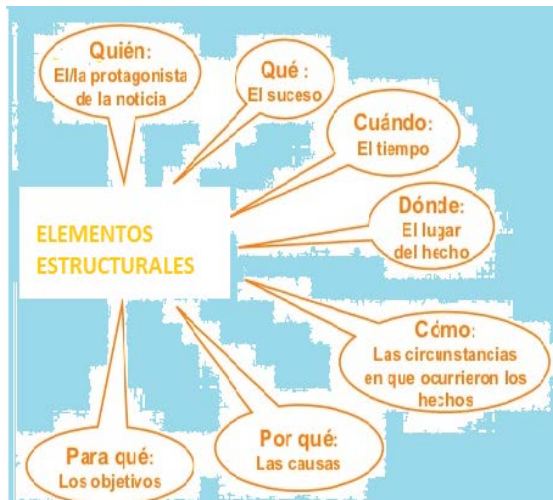 Quién:
El/la protagonista
de la noticia
Qué :
El suceso
Cuándo:
El tiempo
Dónde:
El lugar
del hecho
ELEMENTOS
ESTRUCTURALES
Cómo:
Las circunstancias
en que ocurrieron los
hechos
Por qué:
Las causas
Para qué:
Los objetivos